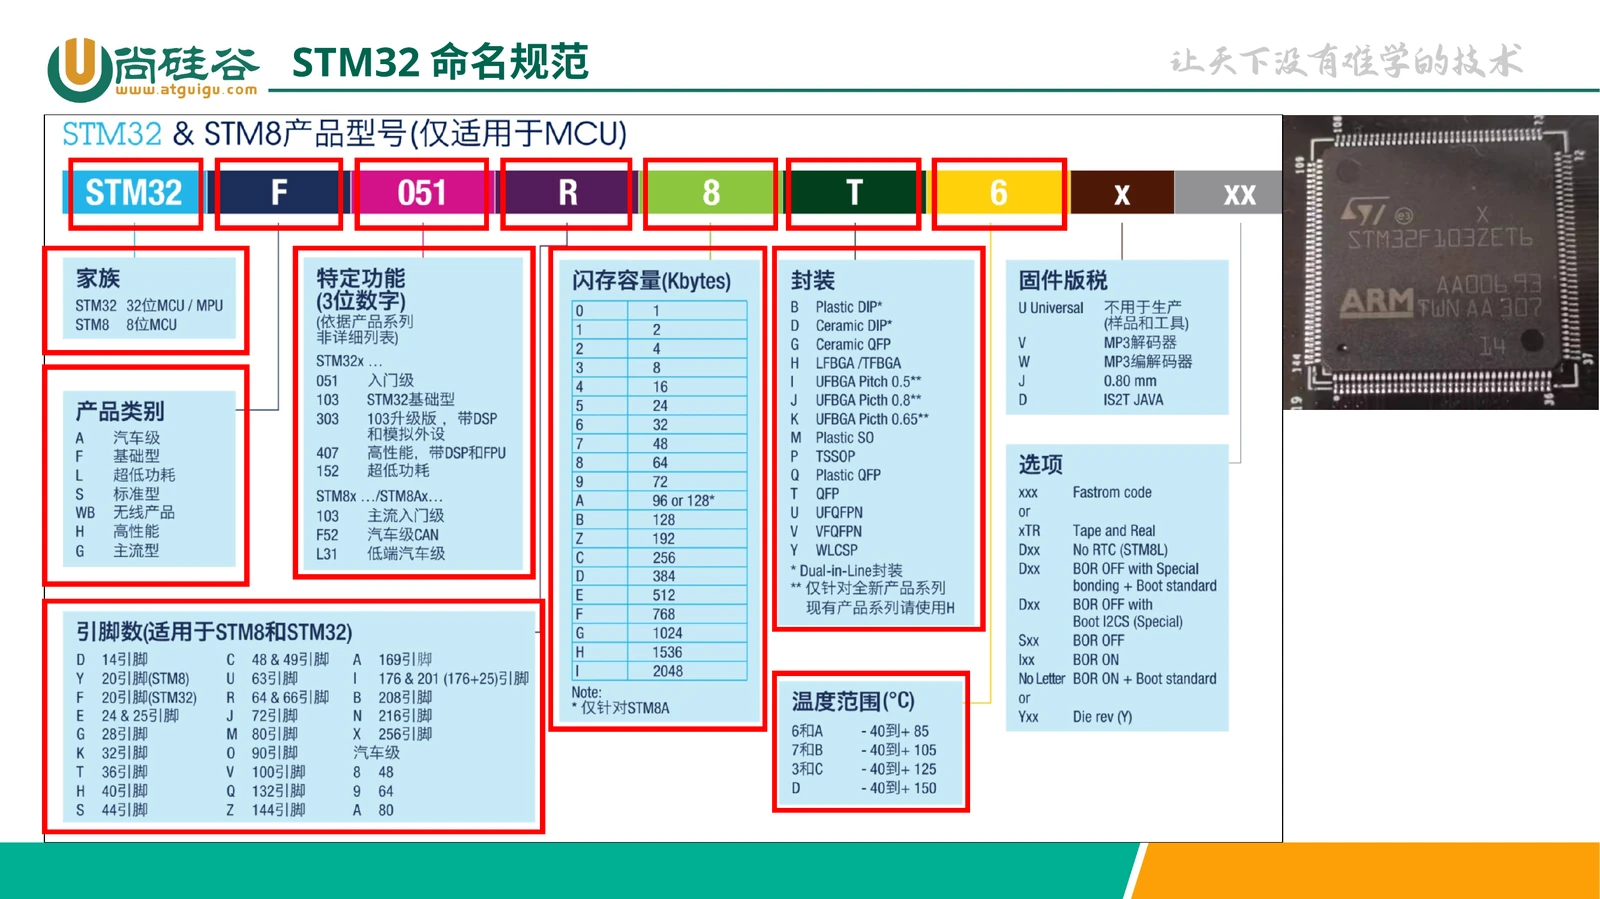 尚硅谷
www.atguigu.com
STM32 命名规范
让天下没有难学的技术
STM32 & STM8产品型号(仅适用于MCU)
STM32 F 051 R 8 T 6 x xx
家族
STM32 32位MCU / MPU
STM8 8位MCU
产品类别
A 汽车级
F 基础型
L 超低功耗
S 标准型
WB 无线产品
H 高性能
G 主流型
特定功能
(3位数字)
(依据产品系列
非详细列表)
STM32x ...
051 入门级
103 STM32基础型
303 103升级版，带DSP
和模拟外设
407 高性能，带DSP和FPU
152 超低功耗
STM8x .../STM8Ax...
103 主流入门级
F52 汽车级CAN
L31 低端汽车级
引脚数(适用于STM8和STM32)
D 14引脚 C 48 & 49引脚 A 169引脚
Y 20引脚(STM8) U 63引脚 I 176 & 201 (176+25)引脚
F 20引脚(STM32) R 64 & 66引脚 B 208引脚
E 24 & 25引脚 J 72引脚 N 216引脚
G 28引脚 M 80引脚 X 256引脚
K 32引脚 O 90引脚 汽车级
T 36引脚 V 100引脚 8 48
H 40引脚 Q 132引脚 9 64
S 44引脚 Z 144引脚 A 80
闪存容量(Kbytes)
0 1
1 2
2 4
3 8
4 16
5 24
6 32
7 48
8 64
9 72
A 96 or 128*
B 128
Z 192
C 256
D 384
E 512
F 768
G 1024
H 1536
I 2048
Note:
* 仅针对STM8A
封装
B Plastic DIP*
D Ceramic DIP*
G Ceramic QFP
H LFBGA /TFBGA
I UFBGA Pitch 0.5**
J UFBGA Picth 0.8**
K UFBGA Picth 0.65**
M Plastic SO
P TSSOP
Q Plastic QFP
T QFP
U UFQFPN
V VFQFPN
Y WLCSP
* Dual-in-Line封装
** 仅针对全新产品系列
现有产品系列请使用H
温度范围(°C)
6和A - 40到+ 85
7和B - 40到+ 105
3和C - 40到+ 125
D - 40到+ 150
固件版税
U Universal 不用于生产
(样品和工具)
V MP3解码器
W MP3编解码器
J 0.80 mm
D IS2T JAVA
选项
xxx Fastrom code
or
xTR Tape and Real
Dxx No RTC (STM8L)
Dxx BOR OFF with Special
bonding + Boot standard
Dxx BOR OFF with
Boot I2CS (Special)
Sxx BOR OFF
Ixx BOR ON
No Letter BOR ON + Boot standard
or
Yxx Die rev (Y)
108
73
109
72
ST e3 X
STM32F103ZET6
AA006 93
ARM TWN AA 307
14
144
37
19
36